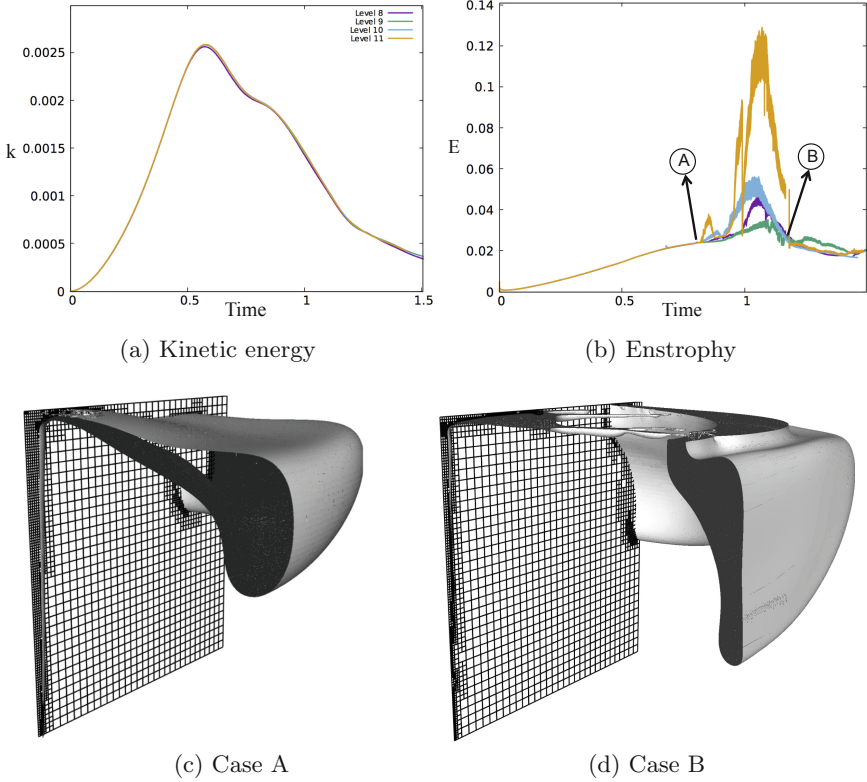 Level 8
Level 9
Level 10
Level 11
0.0025
0.002
0.0015
0.001
0.0005
0
k
0
0.5
1
1.5
Time
(a) Kinetic energy
0.14
0.12
0.1
0.08
0.06
0.04
0.02
0
E
A
B
0
0.5
1
Time
(b) Enstrophy
(c) Case A
(d) Case B